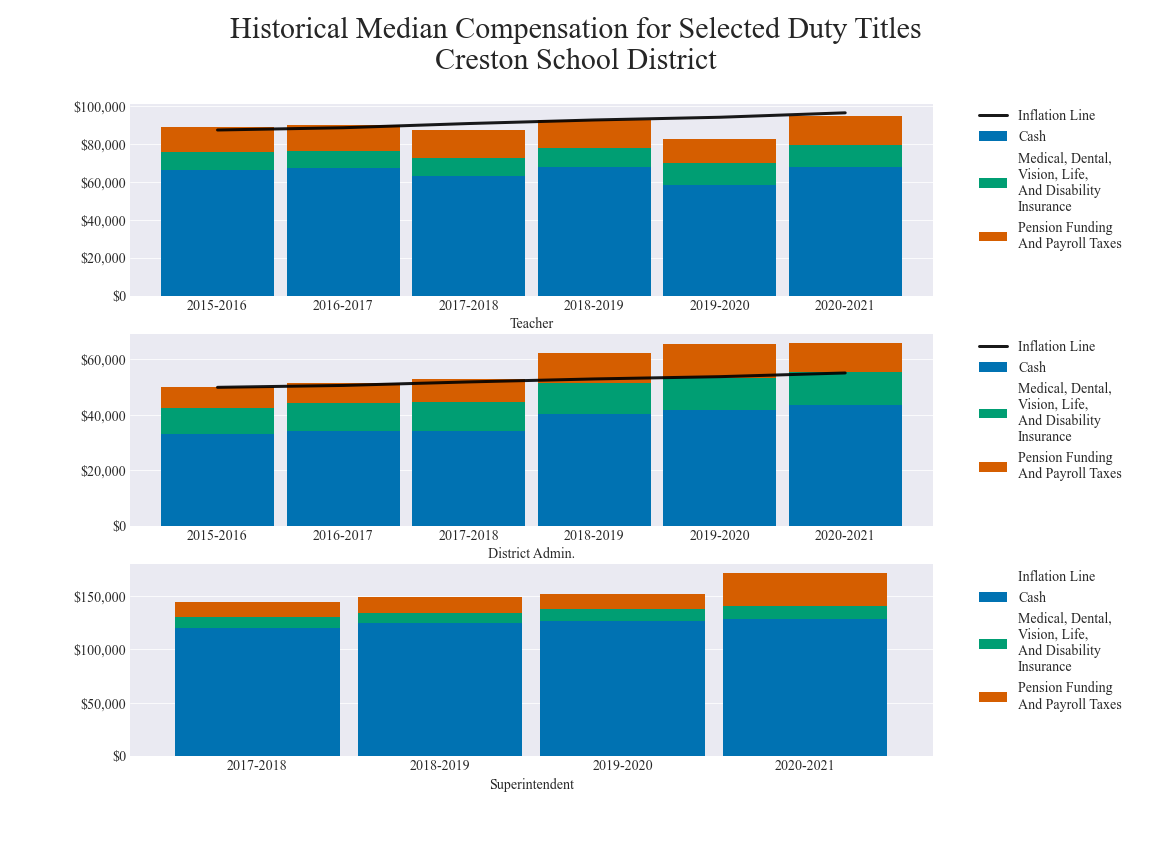 Historical Median Compensation for Selected Duty Titles
Creston School District
$100,000
$80,000
$60,000
$40,000
$20,000
$0
2015-2016 2016-2017 2017-2018 2018-2019 2019-2020 2020-2021
Teacher
Inflation Line
Cash
Medical, Dental,
Vision, Life,
And Disability
Insurance
Pension Funding
And Payroll Taxes
$60,000
$40,000
$20,000
$0
2015-2016 2016-2017 2017-2018 2018-2019 2019-2020 2020-2021
District Admin.
Inflation Line
Cash
Medical, Dental,
Vision, Life,
And Disability
Insurance
Pension Funding
And Payroll Taxes
$150,000
$100,000
$50,000
$0
2017-2018 2018-2019 2019-2020 2020-2021
Superintendent
Inflation Line
Cash
Medical, Dental,
Vision, Life,
And Disability
Insurance
Pension Funding
And Payroll Taxes